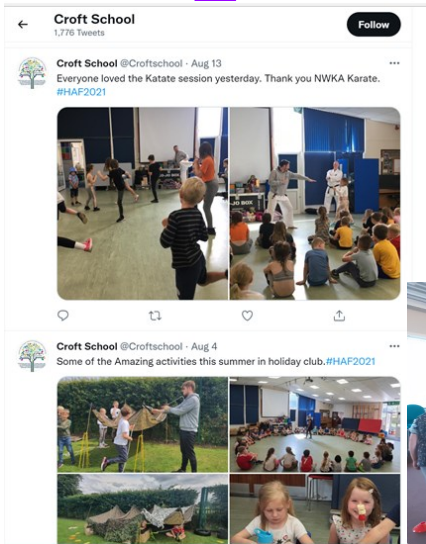 Croft School
1,776 Tweets
Follow
Croft School @Croftschool · Aug 13
Everyone loved the Katate session yesterday. Thank you NWKA Karate.
#HAF2021
JO BOX
Croft School @Croftschool · Aug 4
Some of the Amazing activities this summer in holiday club.#HAF2021